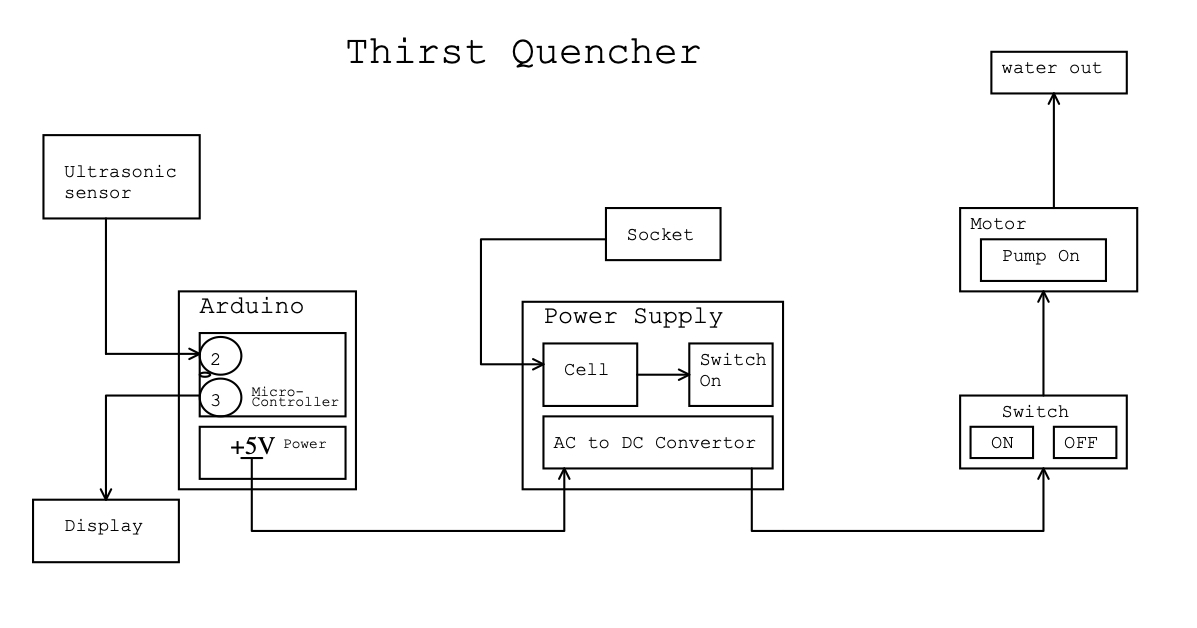 Thirst Quencher
water out
Ultrasonic
sensor
Socket
Motor
Pump On
Arduino
2
3
Micro-
Controller
+5V Power
Power Supply
Cell
Switch
On
AC to DC Convertor
Switch
ON
OFF
Display